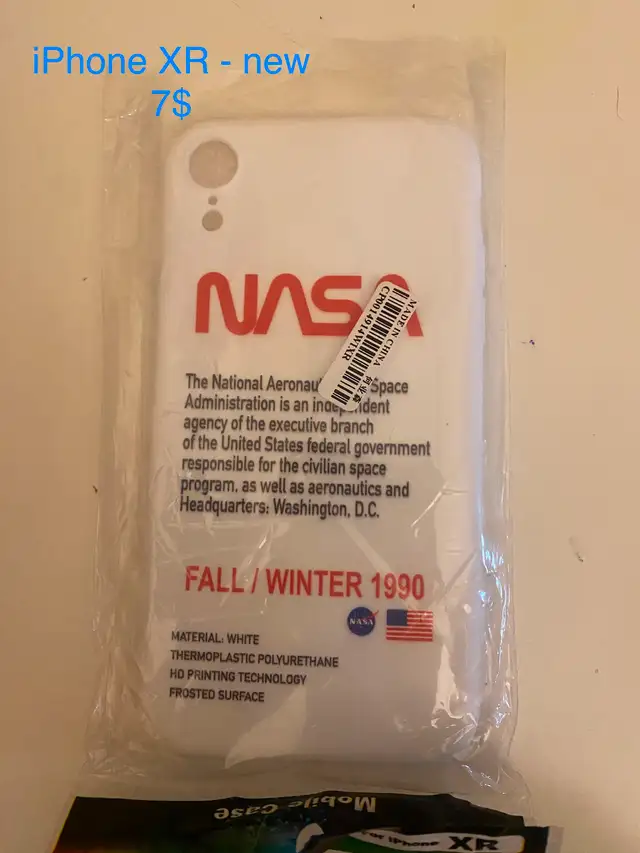 iPhone XR - new
7$
NASA
MADE IN CHINA
CP0014914WTXR
The National Aeronau Space
Administration is an independent
agency of the executive branch
of the United States federal government
responsible for the civilian space
program, as well as aeronautics and
Headquarters: Washington, D.C.
FALL / WINTER 1990
NASA
MATERIAL: WHITE
THERMOPLASTIC POLYURETHANE
HD PRINTING TECHNOLOGY
FROSTED SURFACE
Mobile Case
For iPhone XR